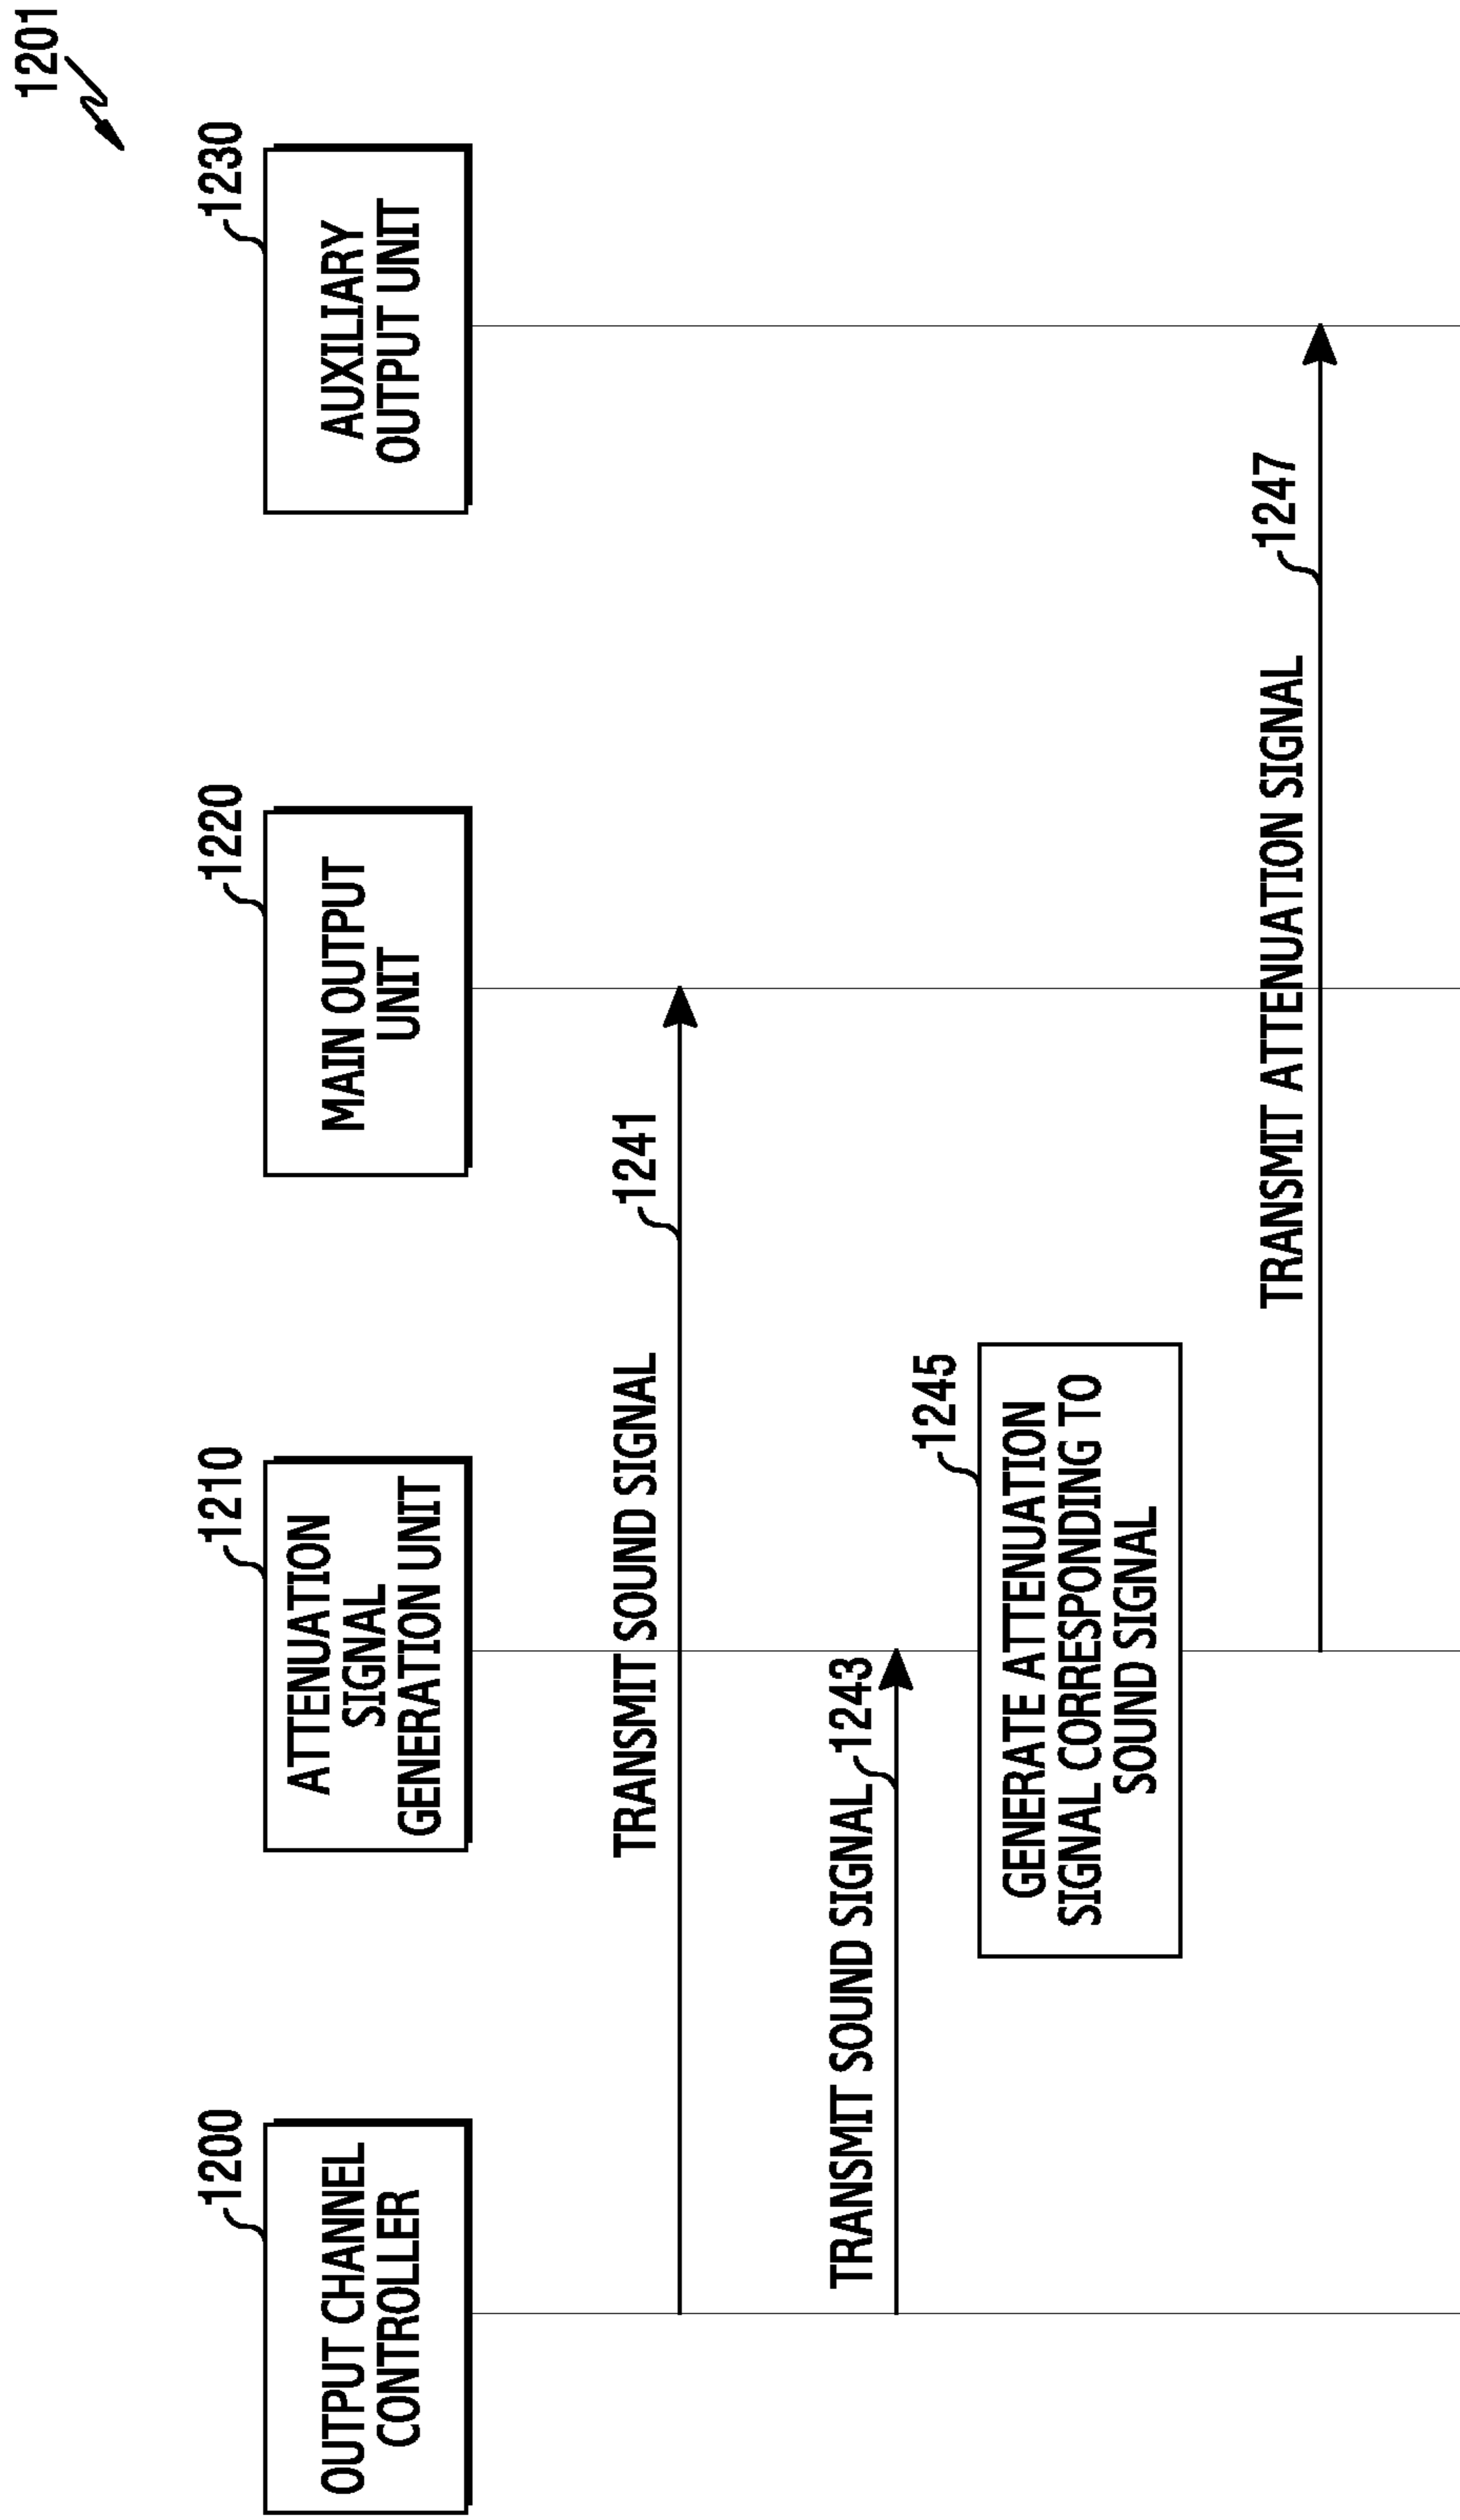 1201
1200
OUTPUT CHANNEL
CONTROLLER
1210
ATTENUATION
SIGNAL
GENERATION UNIT
1220
MAIN OUTPUT
UNIT
1230
AUXILIARY
OUTPUT UNIT
TRANSMIT SOUND SIGNAL
1241
TRANSMIT SOUND SIGNAL
1243
1245
GENERATE ATTENUATION
SIGNAL CORRESPONDING TO
SOUND SIGNAL
TRANSMIT ATTENUATION SIGNAL
1247